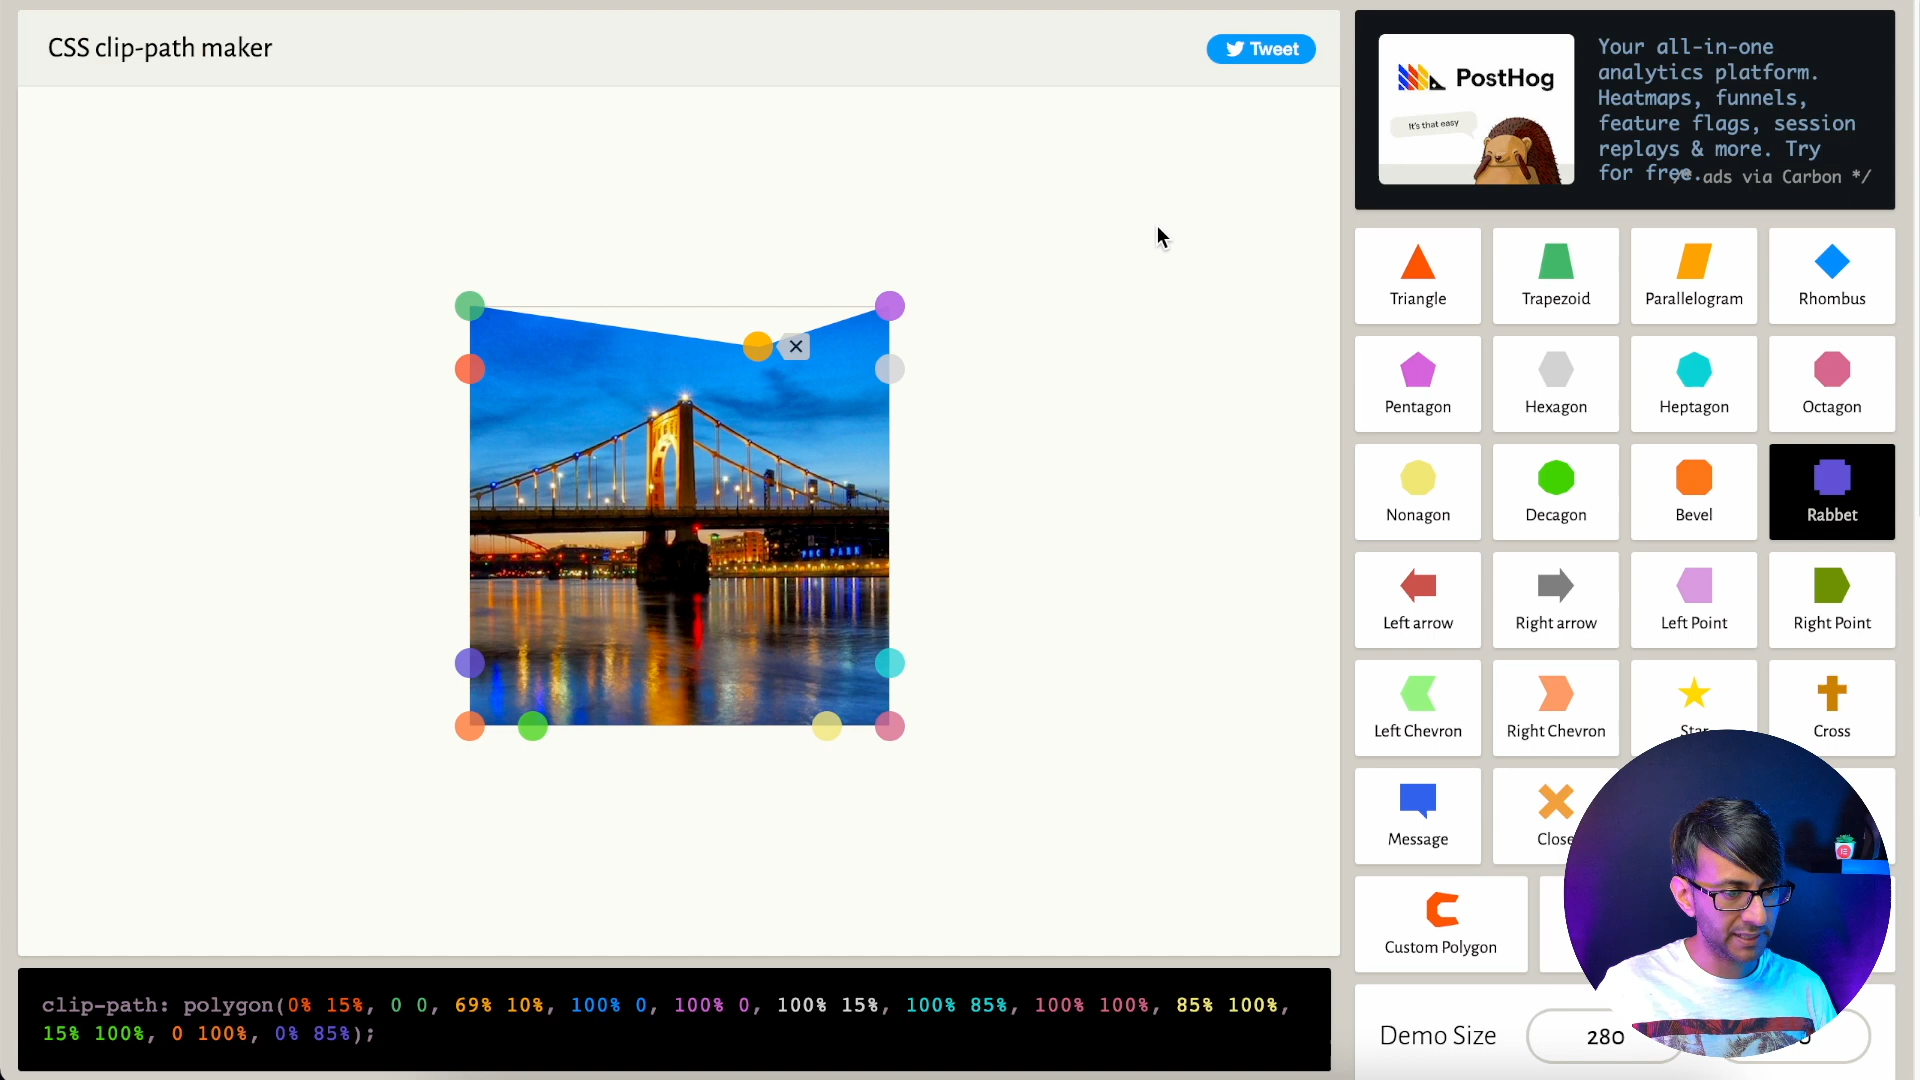 CSS clip-path maker
Tweet
PostHog
It's that easy
Your all-in-one
analytics platform.
Heatmaps, funnels,
feature flags, session
replays & more. Try
for free.
ads via Carbon */
Triangle
Trapezoid
Parallelogram
Rhombus
Pentagon
Hexagon
Heptagon
Octagon
Nonagon
Decagon
Bevel
Rabbet
Left arrow
Right arrow
Left Point
Right Point
Left Chevron
Right Chevron
Star
Cross
Message
Close
Custom Polygon
PNC PARK
clip-path: polygon(0% 15%, 0 0, 69% 10%, 100% 0, 100% 0, 100% 15%, 100% 85%, 100% 100%, 85% 100%,
15% 100%, 0 100%, 0% 85%);
Demo Size
280